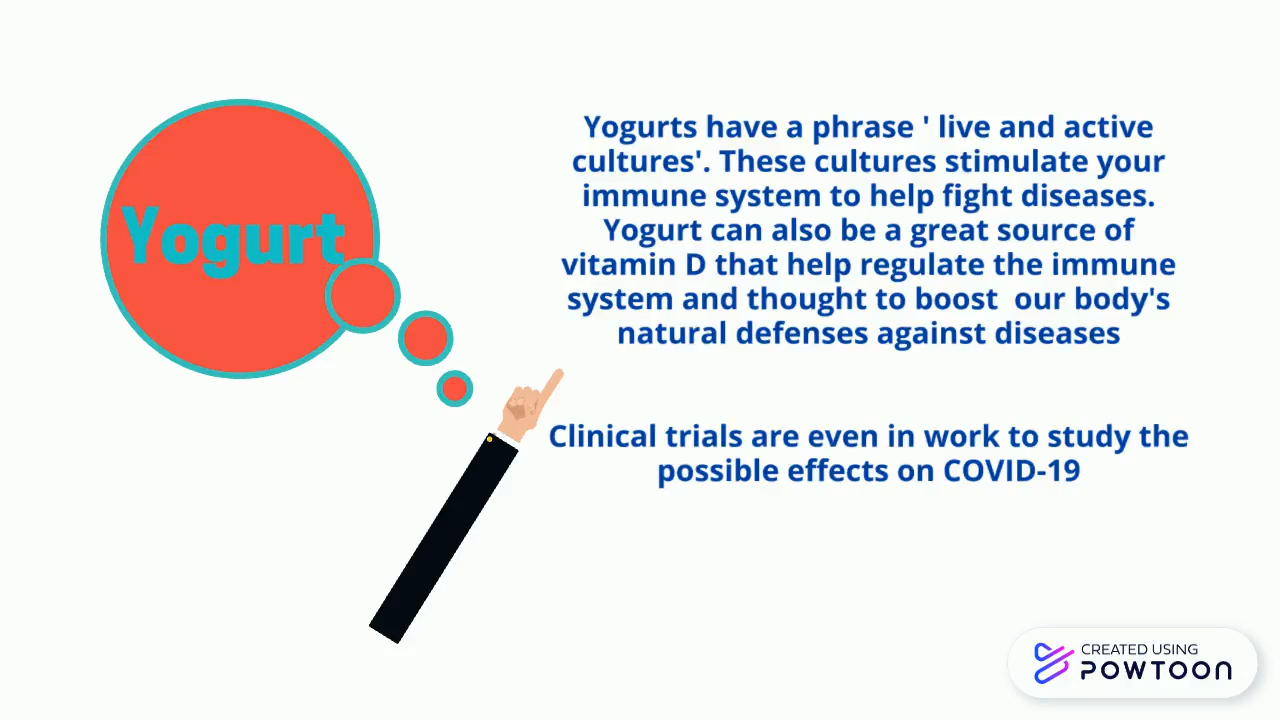 Yogurt
Yogurts have a phrase ' live and active
cultures'. These cultures stimulate your
immune system to help fight diseases.
Yogurt can also be a great source of
vitamin D that help regulate the immune
system and thought to boost  our body's
natural defenses against diseases
Clinical trials are even in work to study the
possible effects on COVID-19
CREATED USING
POWTOON